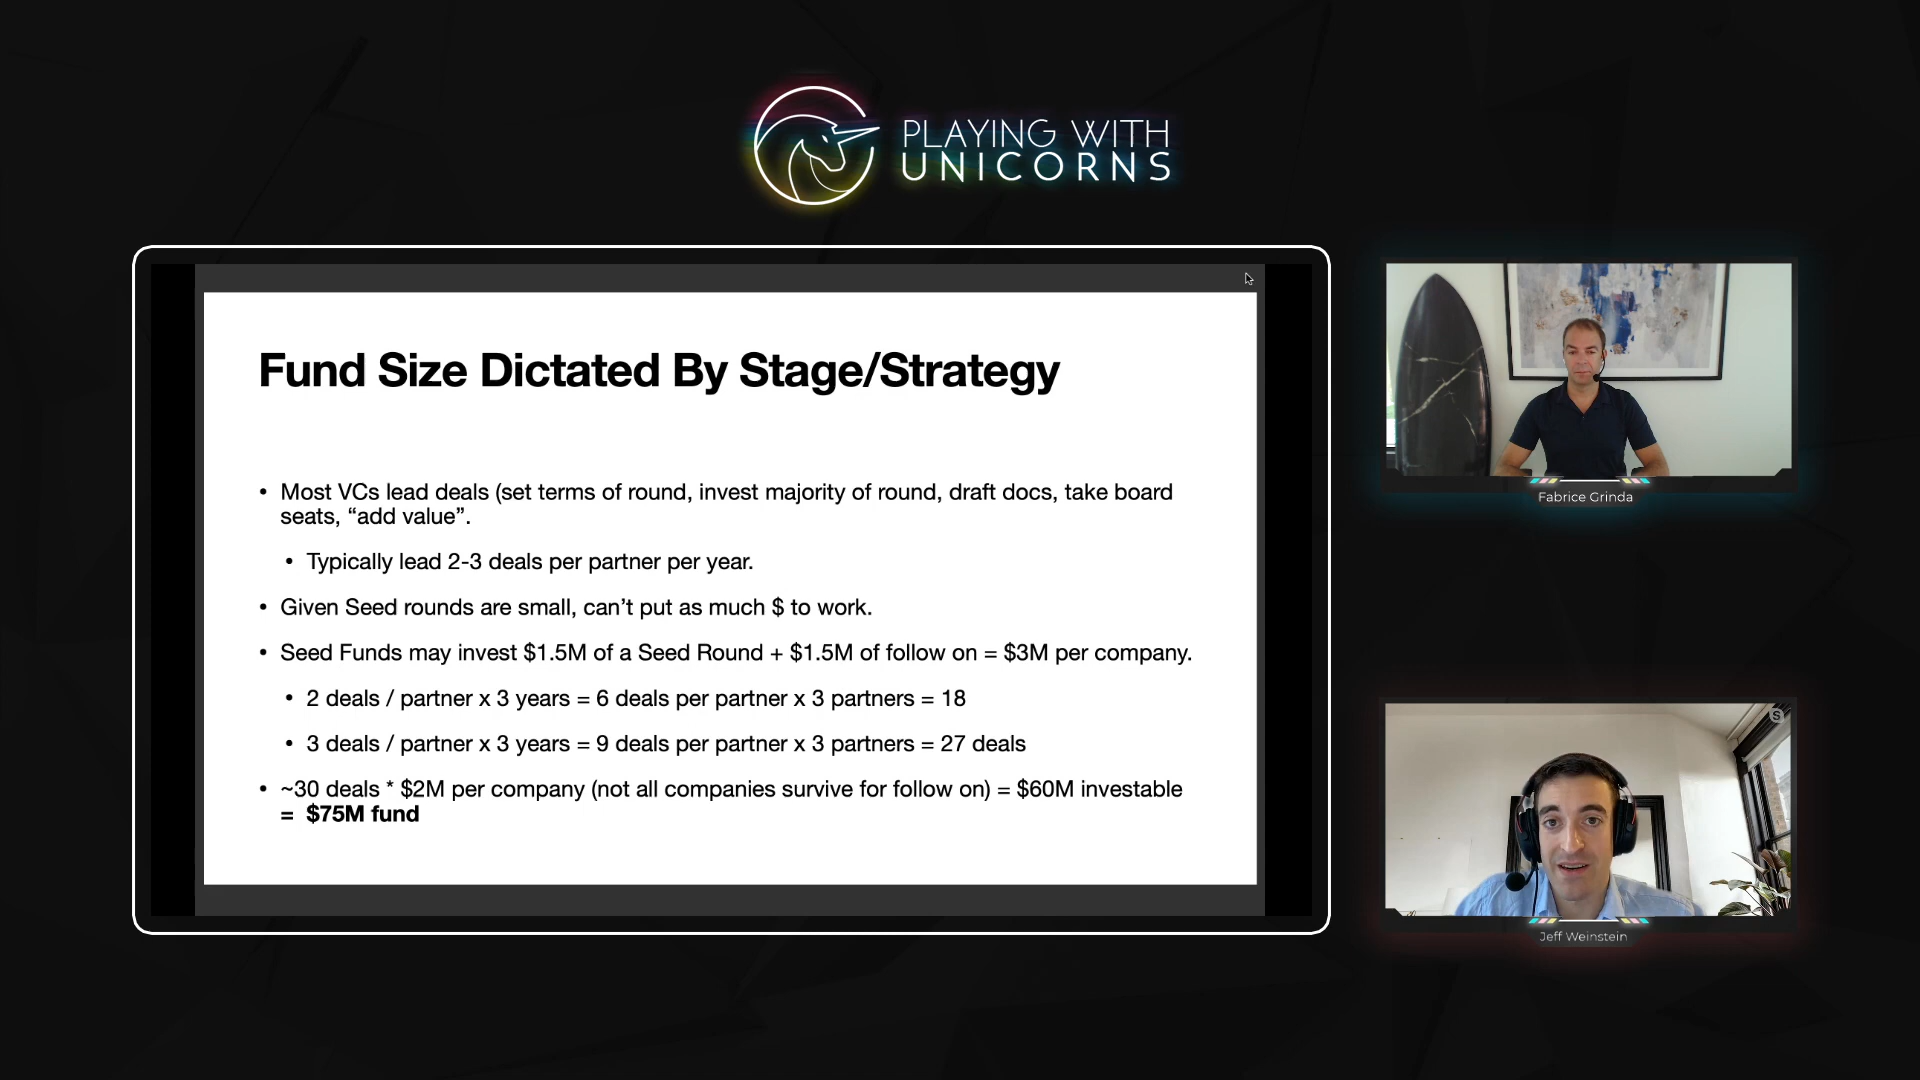 PLAYING WITH
UNICORNS
Fund Size Dictated By Stage/Strategy
• Most VCs lead deals (set terms of round, invest majority of round, draft docs, take board
seats, “add value”.
• Typically lead 2-3 deals per partner per year.
• Given Seed rounds are small, can’t put as much $ to work.
• Seed Funds may invest $1.5M of a Seed Round + $1.5M of follow on = $3M per company.
• 2 deals / partner x 3 years = 6 deals per partner x 3 partners = 18
• 3 deals / partner x 3 years = 9 deals per partner x 3 partners = 27 deals
• ~30 deals * $2M per company (not all companies survive for follow on) = $60M investable
= $75M fund
Fabrice Grinda
S
Jeff Weinstein